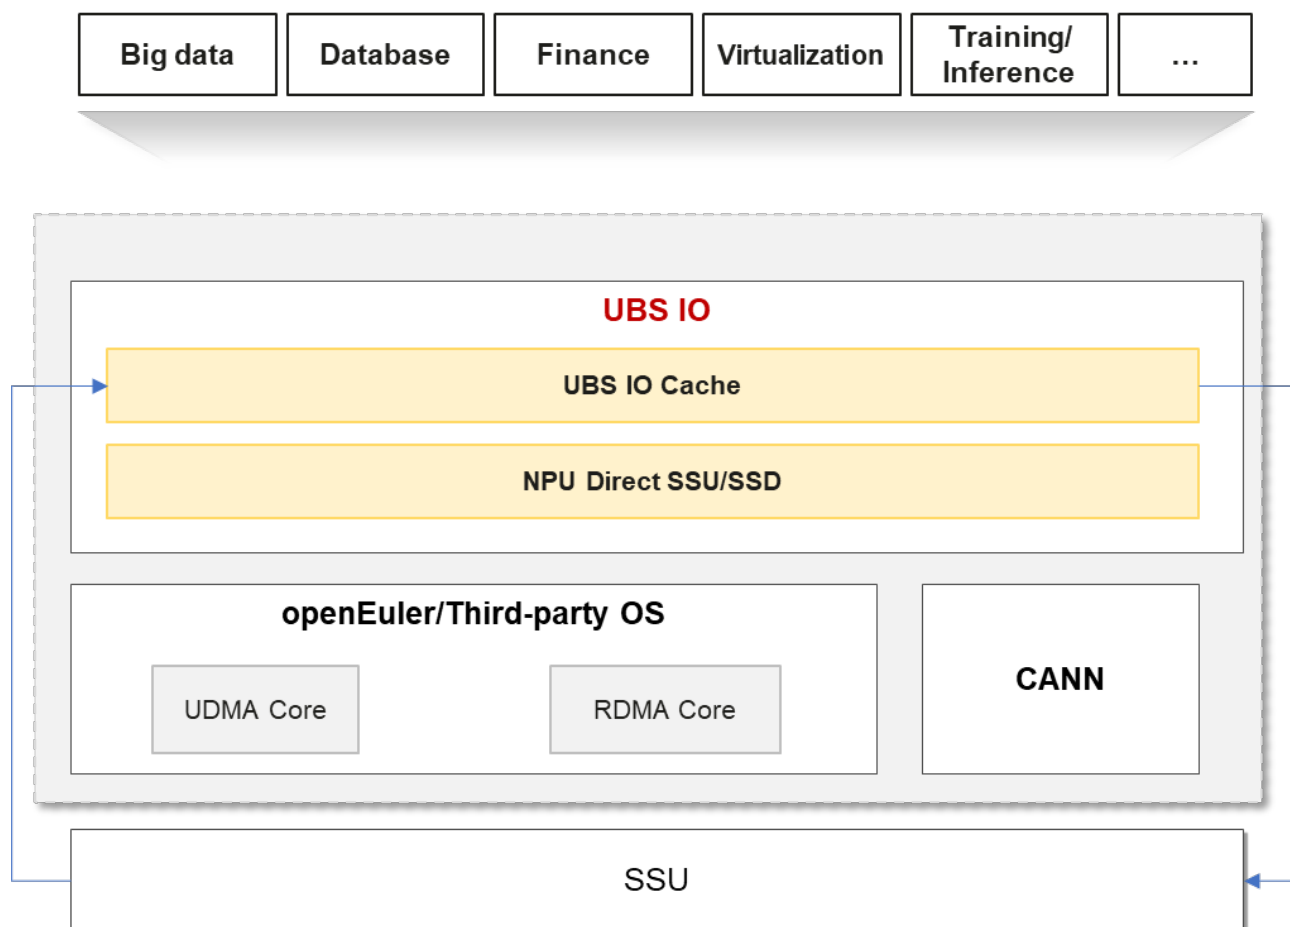 Big data
Database
Finance
Virtualization
Training/
Inference
...
UBS IO
UBS IO Cache
NPU Direct SSU/SSD
openEuler/Third-party OS
UDMA Core
RDMA Core
CANN
SSU